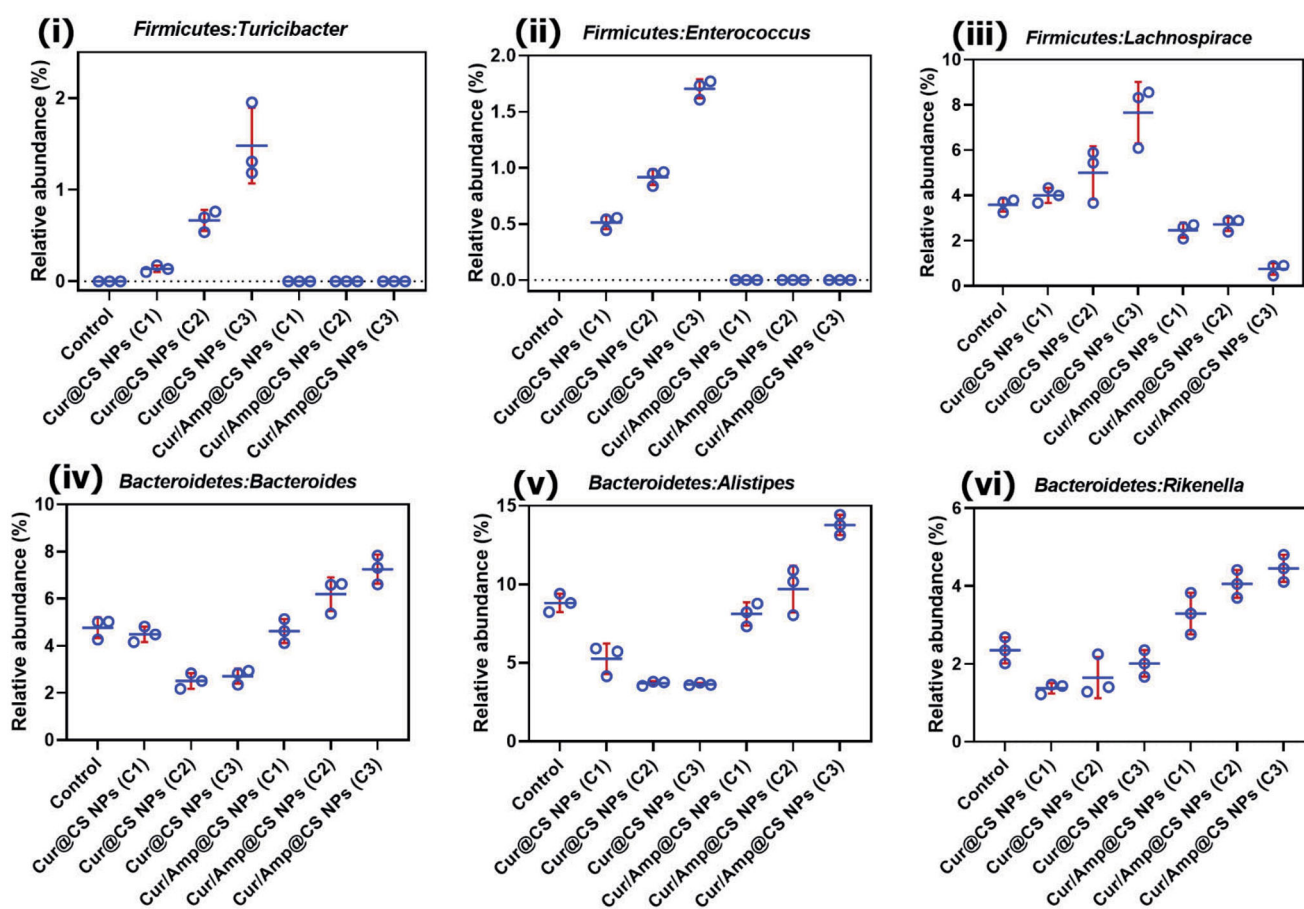 (i) Firmicutes:Turicibacter
Relative abundance (%)
2
1
0
Control
Cur@CS NPs (C1)
Cur@CS NPs (C2)
Cur@CS NPs (C3)
Cur/Amp@CS NPs (C1)
Cur/Amp@CS NPs (C2)
Cur/Amp@CS NPs (C3)
(ii) Firmicutes:Enterococcus
Relative abundance (%)
2.0
1.5
1.0
0.5
0.0
Control
Cur@CS NPs (C1)
Cur@CS NPs (C2)
Cur@CS NPs (C3)
Cur/Amp@CS NPs (C1)
Cur/Amp@CS NPs (C2)
Cur/Amp@CS NPs (C3)
(iii) Firmicutes:Lachnospirace
Relative abundance (%)
10
8
6
4
2
0
Control
Cur@CS NPs (C1)
Cur@CS NPs (C2)
Cur@CS NPs (C3)
Cur/Amp@CS NPs (C1)
Cur/Amp@CS NPs (C2)
Cur/Amp@CS NPs (C3)
(iv) Bacteroidetes:Bacteroides
Relative abundance (%)
10
8
6
4
2
0
Control
Cur@CS NPs (C1)
Cur@CS NPs (C2)
Cur@CS NPs (C3)
Cur/Amp@CS NPs (C1)
Cur/Amp@CS NPs (C2)
Cur/Amp@CS NPs (C3)
(v) Bacteroidetes:Alistipes
Relative abundance (%)
15
10
5
0
Control
Cur@CS NPs (C1)
Cur@CS NPs (C2)
Cur@CS NPs (C3)
Cur/Amp@CS NPs (C1)
Cur/Amp@CS NPs (C2)
Cur/Amp@CS NPs (C3)
(vi) Bacteroidetes:Rikenella
Relative abundance (%)
6
4
2
0
Control
Cur@CS NPs (C1)
Cur@CS NPs (C2)
Cur@CS NPs (C3)
Cur/Amp@CS NPs (C1)
Cur/Amp@CS NPs (C2)
Cur/Amp@CS NPs (C3)